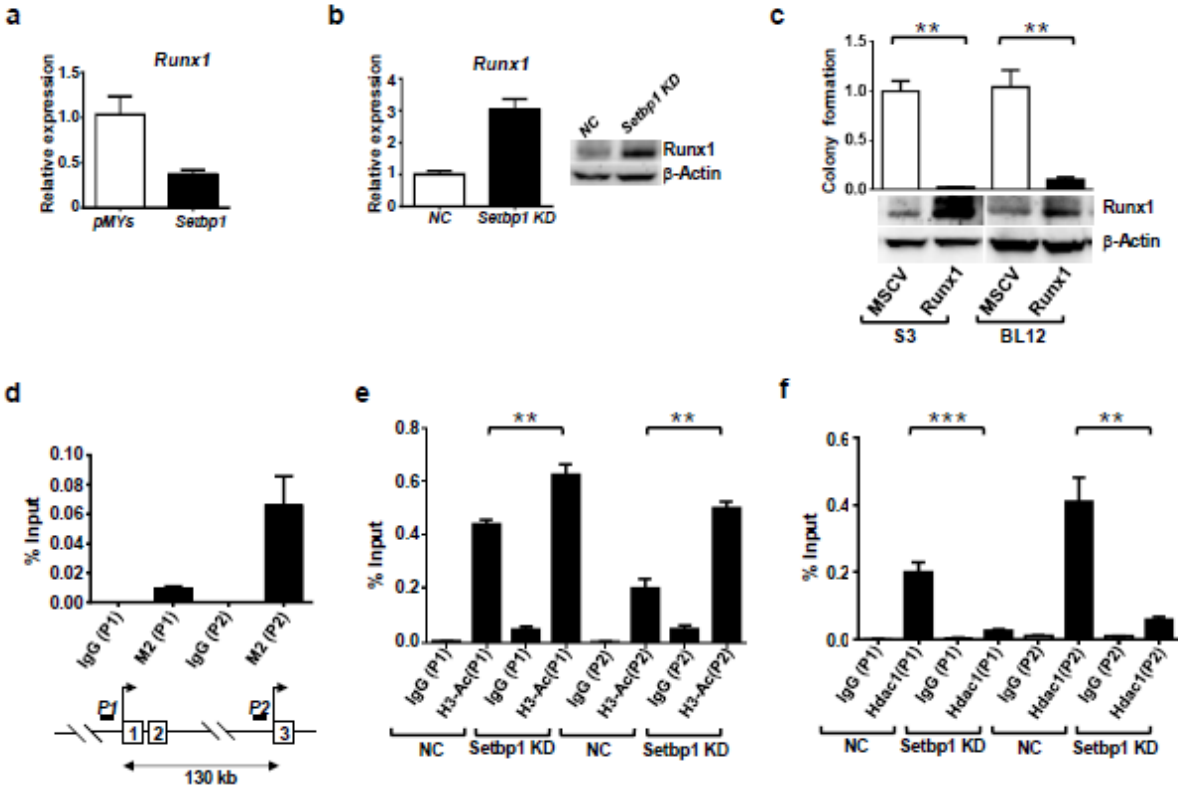 a
Runx1
Relative expression
1.5
1.0
0.5
0
pMYs
Setbp1
b
Runx1
Relative expression
4
3
2
1
0
NC
Setbp1 KD
NC
Setbp1 KD
Runx1
β-Actin
c
**
**
Colony formation
1.5
1.0
0.5
0.0
Runx1
β-Actin
MSCV
Runx1
MSCV
Runx1
S3
BL12
d
% Input
0.10
0.08
0.06
0.04
0.02
0.00
IgG (P1)
M2 (P1)
IgG (P2)
M2 (P2)
P1
P2
1
2
3
130 kb
e
**
**
% Input
0.8
0.6
0.4
0.2
0.0
IgG (P1)
H3-Ac(P1)
IgG (P1)
H3-Ac(P1)
IgG (P2)
H3-Ac(P2)
IgG (P2)
H3-Ac(P2)
NC
Setbp1 KD
NC
Setbp1 KD
f
***
**
% Input
0.6
0.4
0.2
0.0
IgG (P1)
Hdac1(P1)
IgG (P1)
Hdac1(P1)
IgG (P2)
Hdac1(P2)
IgG (P2)
Hdac1(P2)
NC
Setbp1 KD
NC
Setbp1 KD